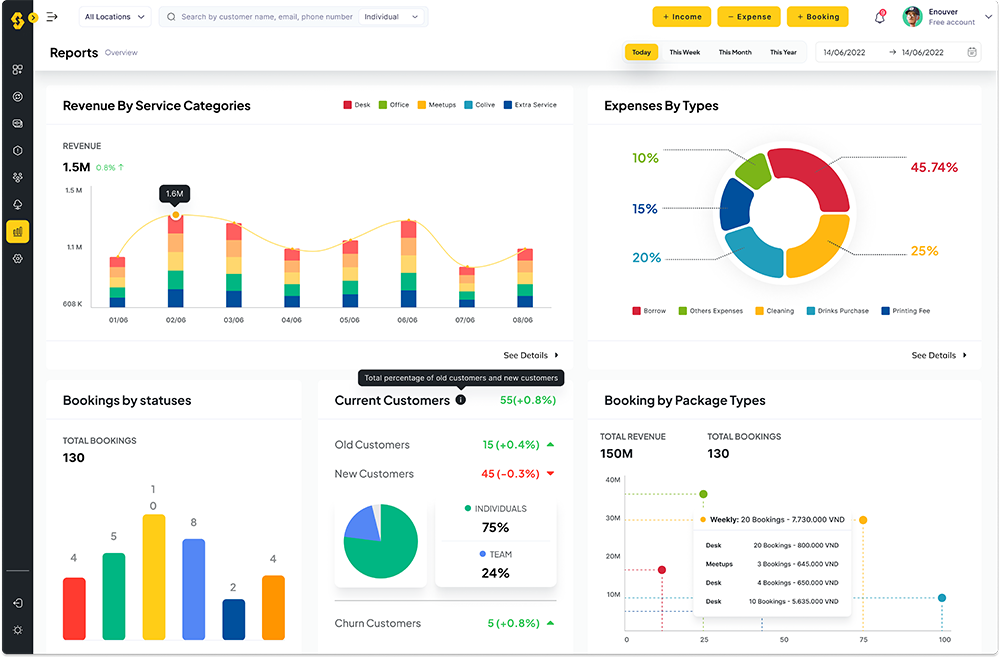 All Locations
Search by customer name, email, phone number
Individual
+ Income
− Expense
+ Booking
8
Enouver
Free account
Reports
Overview
Today
This Week
This Month
This Year
14/06/2022
14/06/2022
Revenue By Service Categories
Desk
Office
Meetups
Colive
Extra Service
REVENUE
1.5M
0.8% ↑
1.5 M
1.6M
1.1 M
608 K
01/06
02/06
03/06
04/06
05/06
06/06
07/06
08/06
See Details
Expenses By Types
10%
45.74%
15%
25%
20%
Borrow
Others Expenses
Cleaning
Drinks Purchase
Printing Fee
See Details
Bookings by statuses
TOTAL BOOKINGS
130
4
5
1
0
8
2
4
Total percentage of old customers and new customers
Current Customers
55(+0.8%)
Old Customers
15 (+0.4%)
New Customers
45 (-0.3%)
INDIVIDUALS
75%
TEAM
24%
Churn Customers
5 (+0.8%)
Booking by Package Types
TOTAL REVENUE
TOTAL BOOKINGS
150M
130
40M
30M
20M
10M
Weekly: 20 Bookings - 7.730.000 VND
Desk
20 Bookings - 800.000 VND
Meetups
3 Bookings - 645.000 VND
Desk
4 Bookings - 650.000 VND
Desk
10 Bookings - 5.635.000 VND
0
25
50
75
100